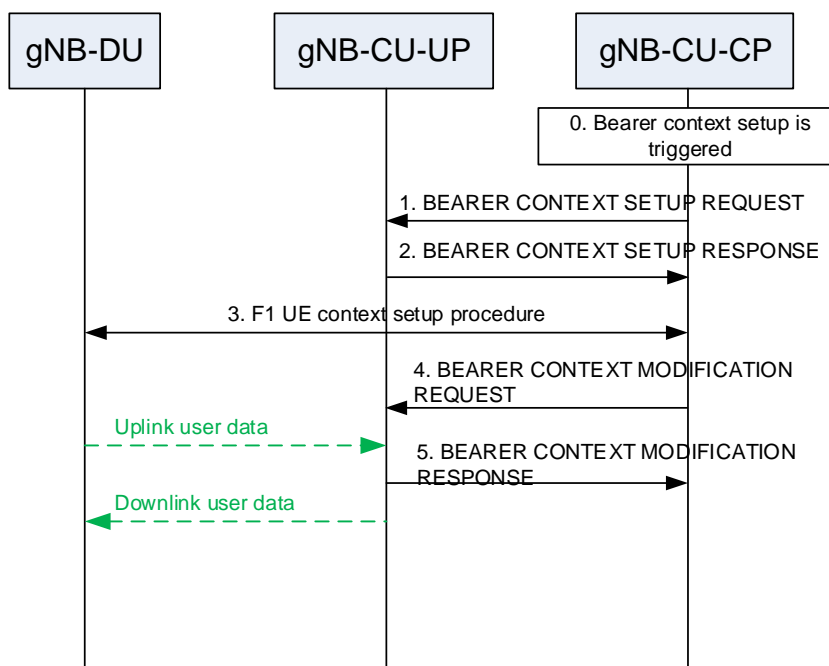 gNB-DU
gNB-CU-UP
gNB-CU-CP
0. Bearer context setup is
triggered
1. BEARER CONTEXT SETUP REQUEST
2. BEARER CONTEXT SETUP RESPONSE
3. F1 UE context setup procedure
4. BEARER CONTEXT MODIFICATION
REQUEST
Uplink user data
5. BEARER CONTEXT MODIFICATION
RESPONSE
Downlink user data